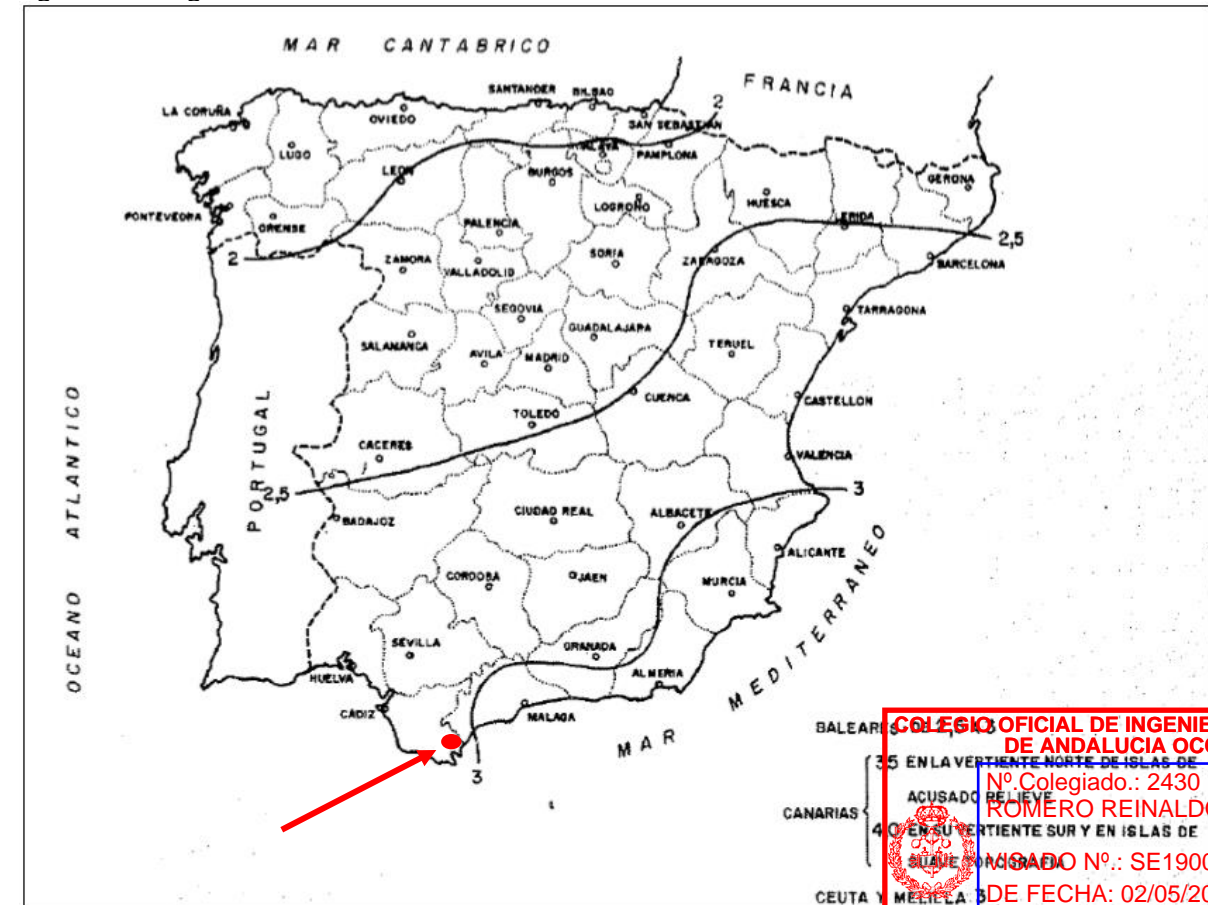 MAR CANTABRICO
FRANCIA
SANTANDER
BILBAO
2
LA CORUÑA
OVIEDO
SAN SEBASTIAN
LUGO
ALAVA
PAMPLONA
LEON
BURGOS
GERONA
HUESCA
LOGROÑO
PONTEVEDRA
ORENSE
PALENCIA
LERIDA
2,5
2
ZAMORA
VALLADOLID
SORIA
ZARAGOZA
BARCELONA
SEGOVIA
TARRAGONA
SALAMANCA
AVILA
MADRID
GUADALAJARA
TERUEL
CUENCA
CASTELLON
TOLEDO
PORTUGAL
OCEANO ATLANTICO
CACERES
VALENCIA
2,5
3
BADAJOZ
CIUDAD REAL
ALBACETE
ALICANTE
CORDOBA
JAEN
MURCIA
SEVILLA
GRANADA
HUELVA
ALMERIA
MAR MEDITERRANEO
CADIZ
MALAGA
3
BALEARES
COLEGIO OFICIAL DE INGENIE
DE ANDALUCIA OCC
35 EN LA VERTIENTE NORTE DE ISLAS DE
Nº.Colegiado.: 2430
ACUSADO RELIEVE
ROMERO REINALDO
CANARIAS
40 EN SU VERTIENTE SUR Y EN ISLAS DE
SUAVE TOPOGRAFIA
VISADO Nº.: SE1900
CEUTA Y MELILLA: 3
DE FECHA: 02/05/20